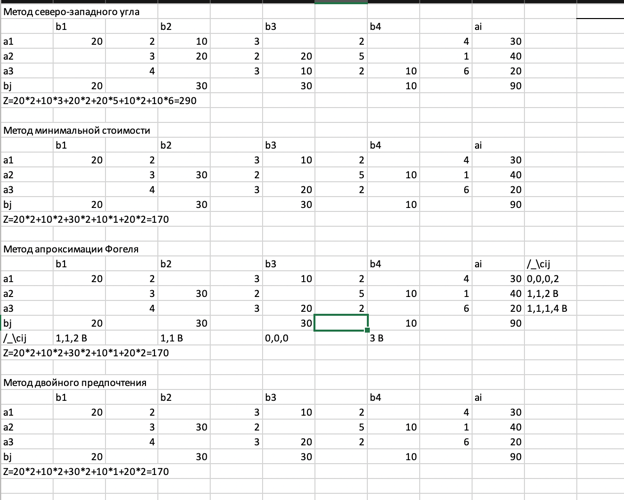 Метод северо-западного угла
b1 b2 b3 b4 ai
a1 20 2 10 3 2 4 30
a2 3 20 2 20 5 1 40
a3 4 3 10 2 10 6 20
bj 20 30 30 10 90
Z=20*2+10*3+20*2+20*5+10*2+10*6=290
Метод минимальной стоимости
b1 b2 b3 b4 ai
a1 20 2 3 10 2 4 30
a2 3 30 2 5 10 1 40
a3 4 3 20 2 6 20
bj 20 30 30 10 90
Z=20*2+10*2+30*2+10*1+20*2=170
Метод апроксимации Фогеля
b1 b2 b3 b4 ai /_\cij
a1 20 2 3 10 2 4 30 0,0,0,2
a2 3 30 2 5 10 1 40 1,1,2 В
a3 4 3 20 2 6 20 1,1,1,4 В
bj 20 30 30 10 90
/_\cij 1,1,2 В 1,1 В 0,0,0 3 В
Z=20*2+10*2+30*2+10*1+20*2=170
Метод двойного предпочтения
b1 b2 b3 b4 ai
a1 20 2 3 10 2 4 30
a2 3 30 2 5 10 1 40
a3 4 3 20 2 6 20
bj 20 30 30 10 90
Z=20*2+10*2+30*2+10*1+20*2=170